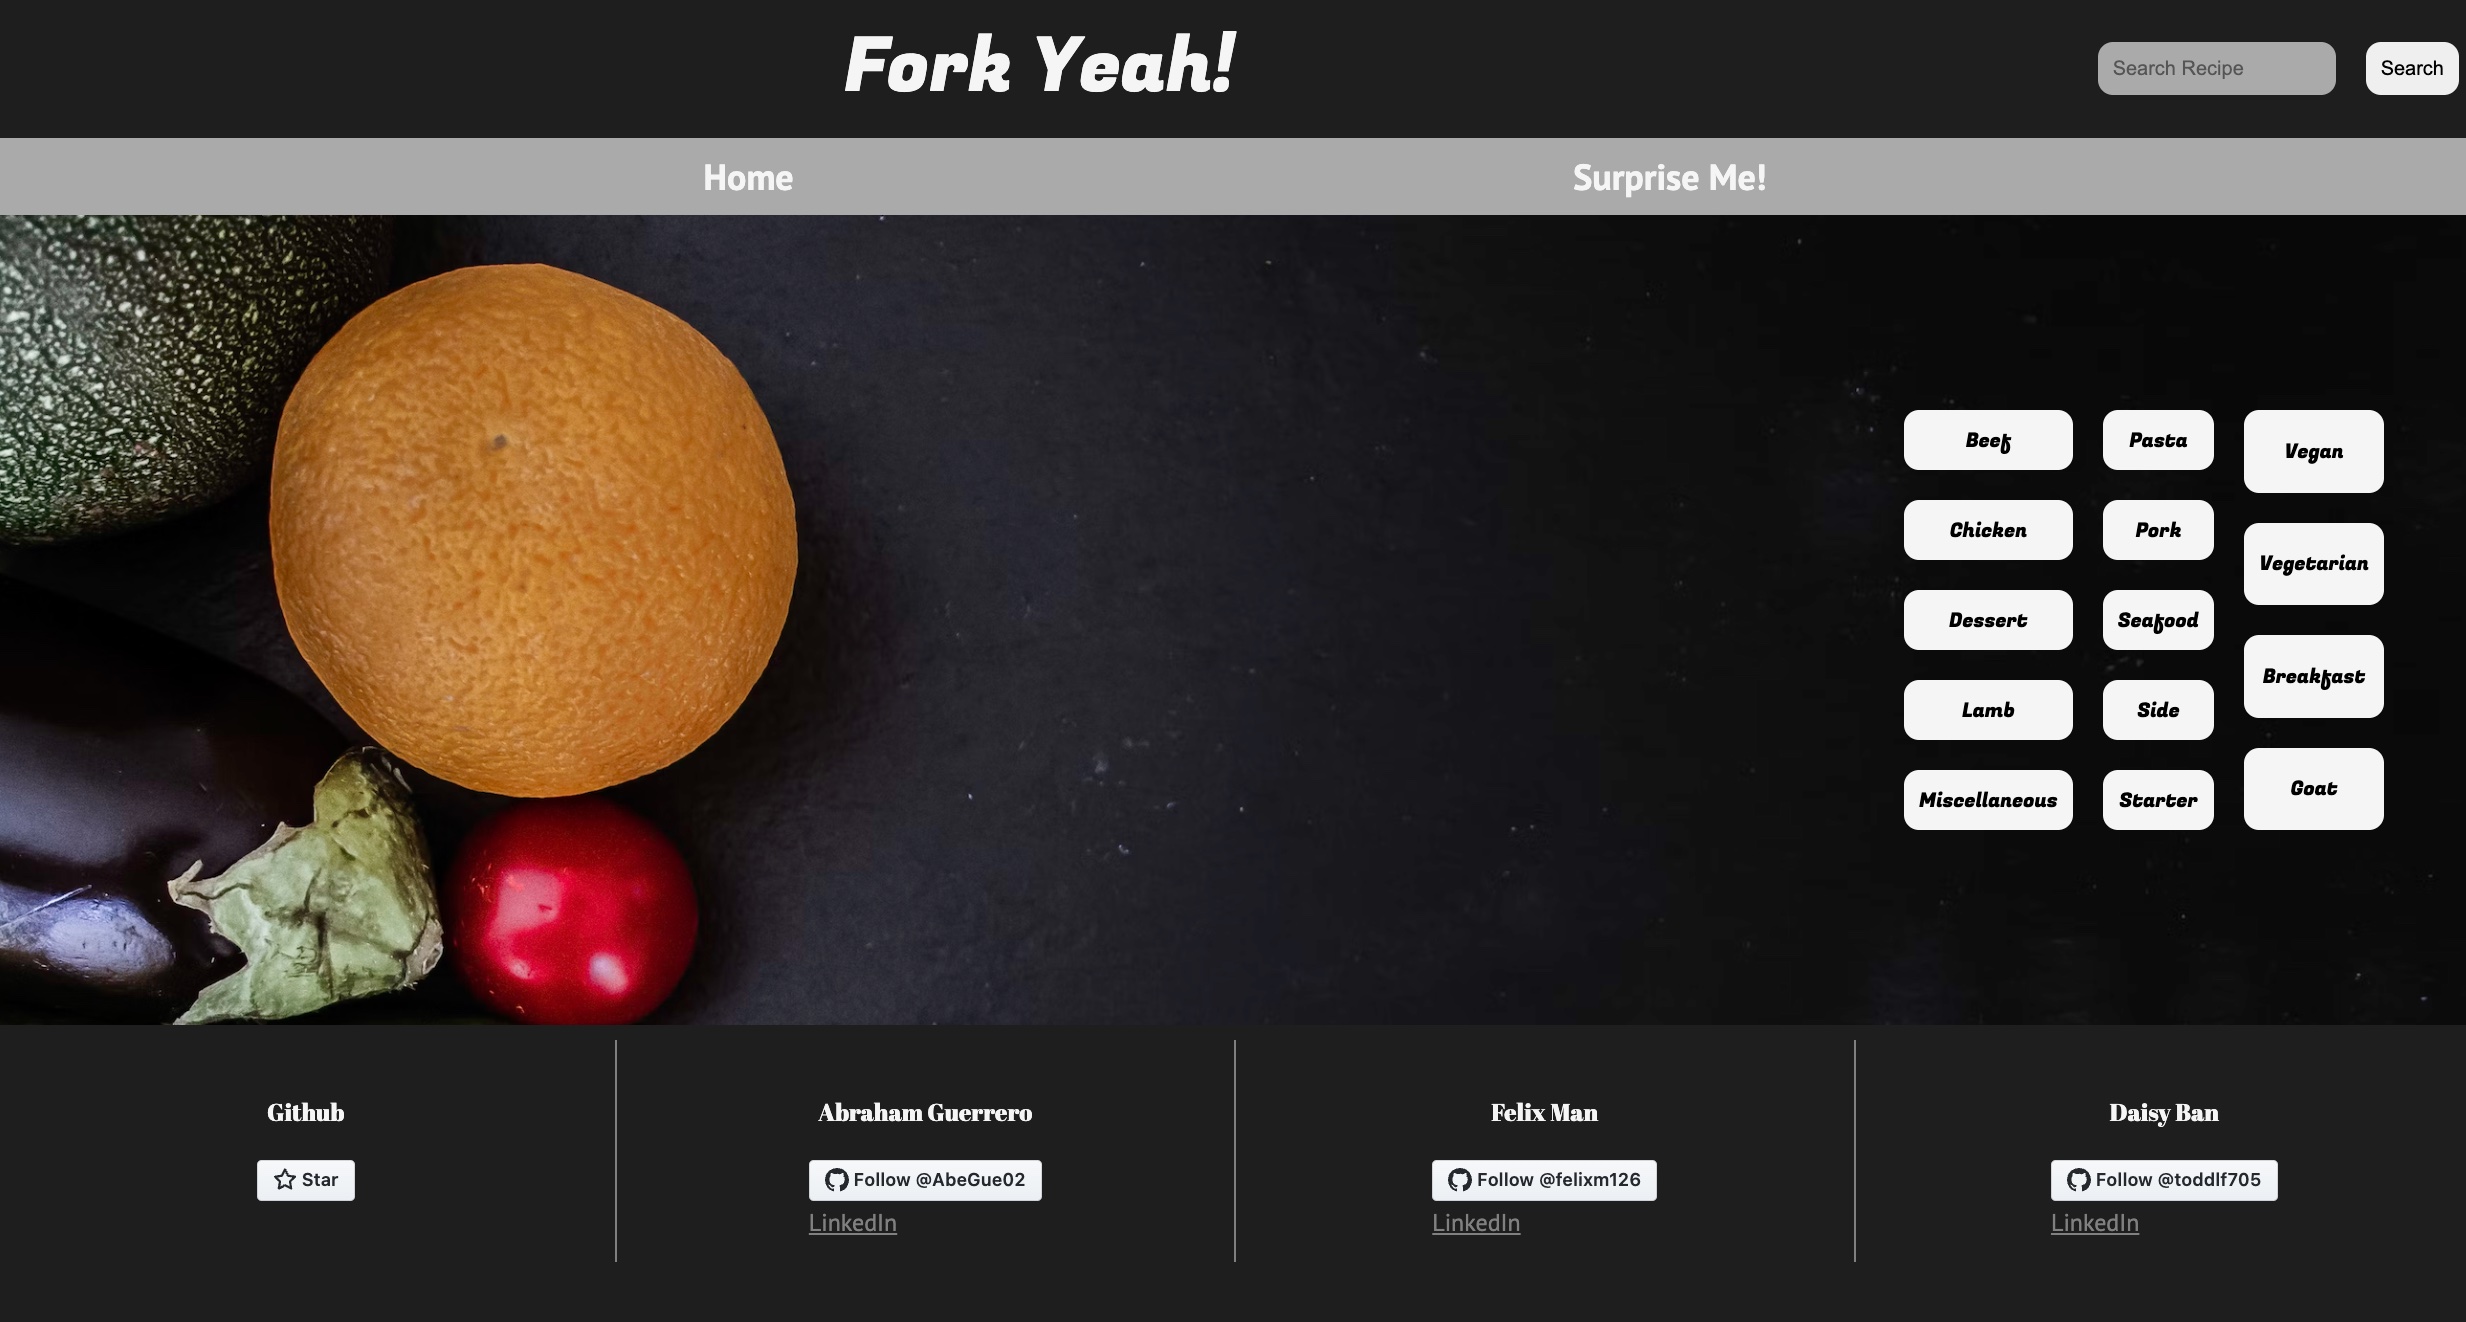 Fork Yeah!
Search Recipe
Search
Home
Surprise Me!
Beef
Chicken
Dessert
Lamb
Miscellaneous
Pasta
Pork
Seafood
Side
Starter
Vegan
Vegetarian
Breakfast
Goat
Github
Star
Abraham Guerrero
Follow @AbeGue02
LinkedIn
Felix Man
Follow @felixm126
LinkedIn
Daisy Ban
Follow @toddlf705
LinkedIn